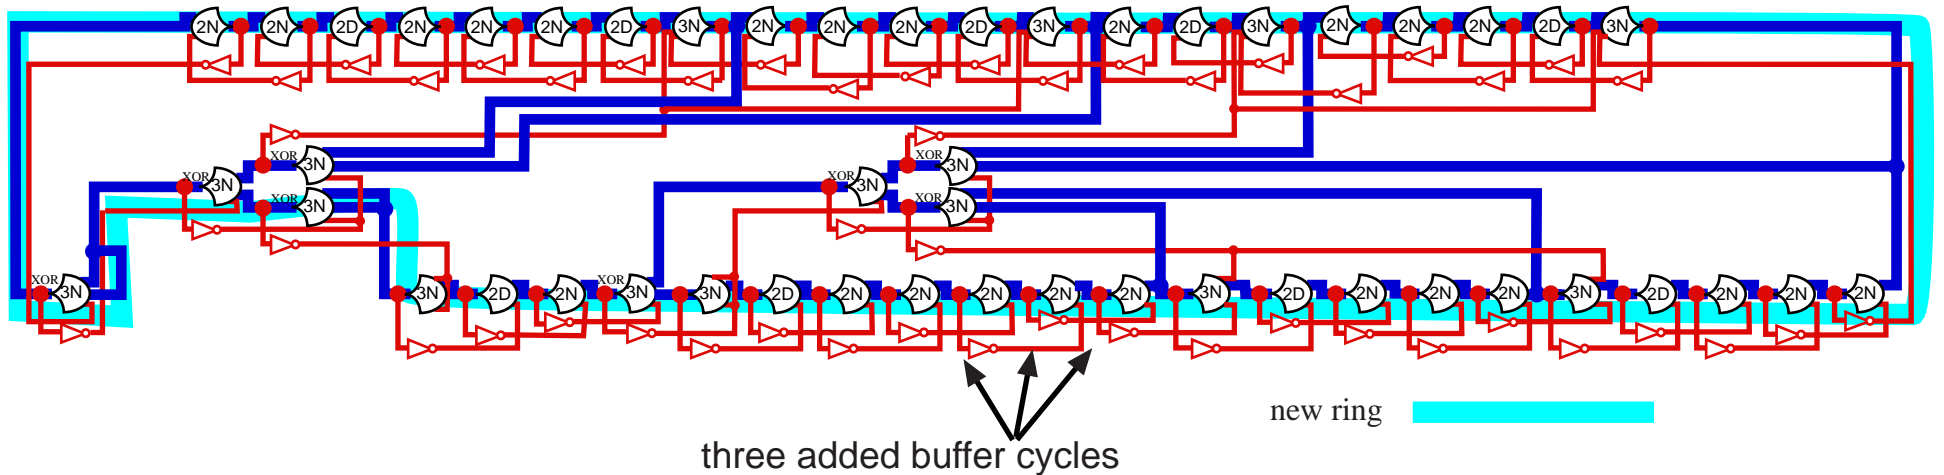 2N 2N 2D 2N 2N 2N 2D 3N 2N 2N 2N 2D 3N 2N 2D 3N 2N 2N 2N 2D 3N
XOR 3N XOR 3N
XOR 3N XOR 3N
XOR 3N XOR 3N
XOR 3N 3N 2D 2N XOR 3N 3N 2D 2N 2N 2N 2N 2N 3N 2D 2N 2N 2N 3N 2D 2N 2N 2N
new ring
three added buffer cycles